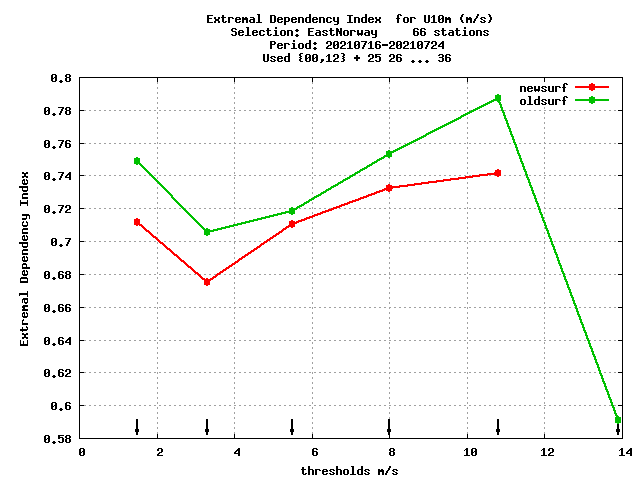 Extremal Dependency Index  for U10m (m/s)
Selection: EastNorway     66 stations
Period: 20210716-20210724
Used {00,12} + 25 26 ... 36
newsurf
oldsurf
Extremal Dependency Index
0.8
0.78
0.76
0.74
0.72
0.7
0.68
0.66
0.64
0.62
0.6
0.58
0 2 4 6 8 10 12 14
thresholds m/s